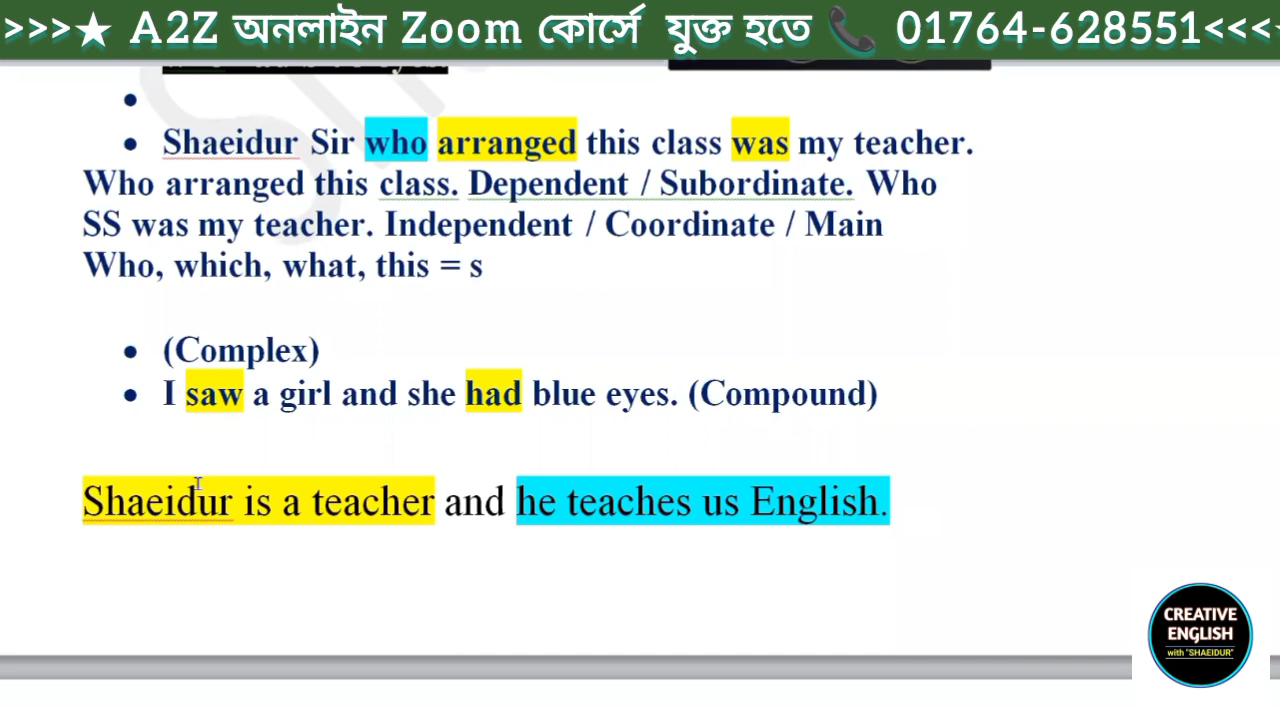 >>>★ A2Z অনলাইন Zoom কোর্সে যুক্ত হতে 📞 01764-628551<<<
•
• Shaeidur Sir who arranged this class was my teacher.
Who arranged this class. Dependent / Subordinate. Who
SS was my teacher. Independent / Coordinate / Main
Who, which, what, this = s
• (Complex)
• I saw a girl and she had blue eyes. (Compound)
Shaeidur is a teacher and he teaches us English.
CREATIVE
ENGLISH
with "SHAEIDUR"